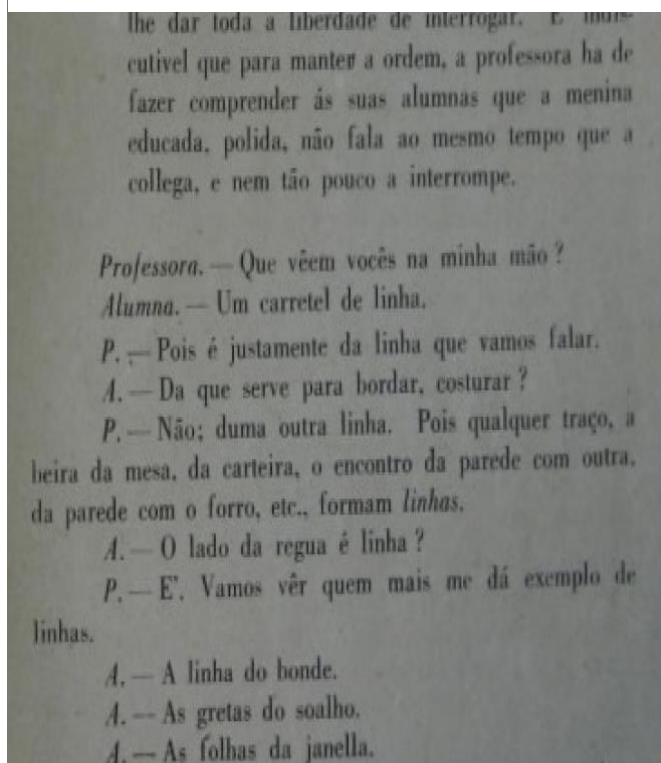 lhe dar toda a liberdade de interrogar. E indis-
cutivel que para manter a ordem, a professora ha de
fazer comprender ás suas alumnas que a menina
educada, polida, não fala ao mesmo tempo que a
collega, e nem tão pouco a interrompe.
Professora. — Que vêem vocês na minha mão ?
Alumna. — Um carretel de linha.
P. — Pois é justamente da linha que vamos falar.
A. — Da que serve para bordar, costurar ?
P. — Não; duma outra linha. Pois qualquer traço, a
beira da mesa, da carteira, o encontro da parede com outra,
da parede com o forro, etc., formam linhas.
A. — O lado da regua é linha ?
P. — E'. Vamos vêr quem mais me dá exemplo de
linhas.
A. — A linha do bonde.
A. — As gretas do soalho.
A. — As folhas da janella.